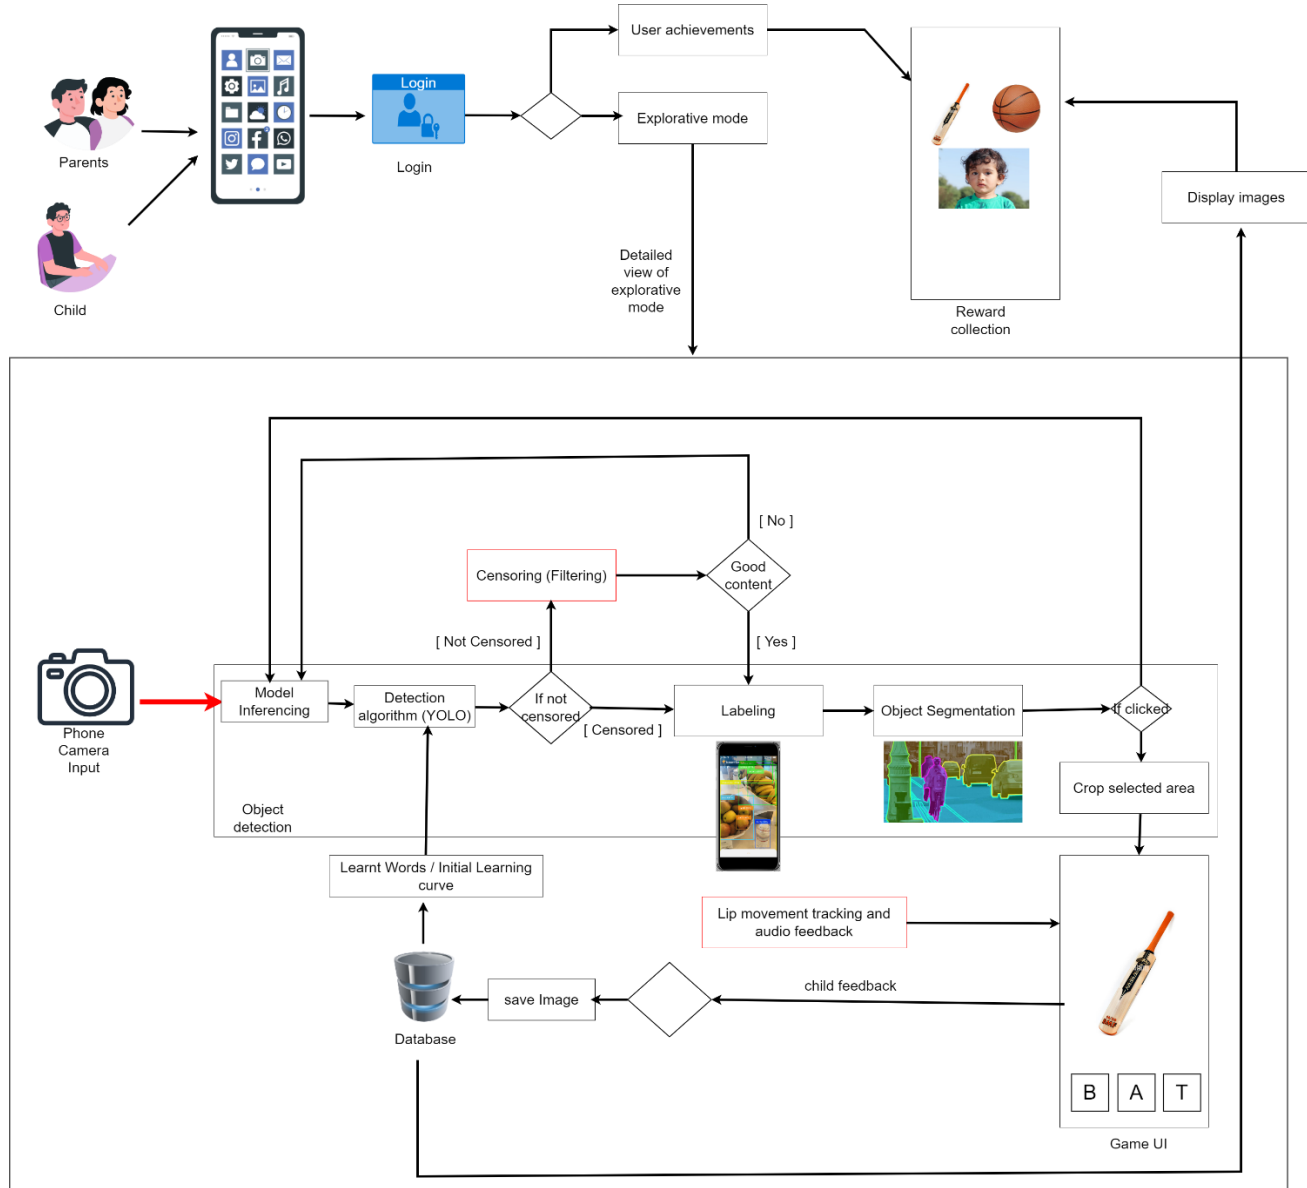 User achievements
Login
Explorative mode
Parents
Login
Display images
Child
Detailed
view of
explorative
mode
Reward
collection
[ No ]
Censoring (Filtering)
Good
content
[ Not Censored ]
[ Yes ]
Model
Inferencing
Detection
algorithm (YOLO)
If not
censored
[ Censored ]
Labeling
Object Segmentation
If clicked
Phone
Camera
Input
Crop selected area
Object
detection
Learnt Words / Initial Learning
curve
Lip movement tracking and
audio feedback
child feedback
save Image
Database
B A T
Game UI